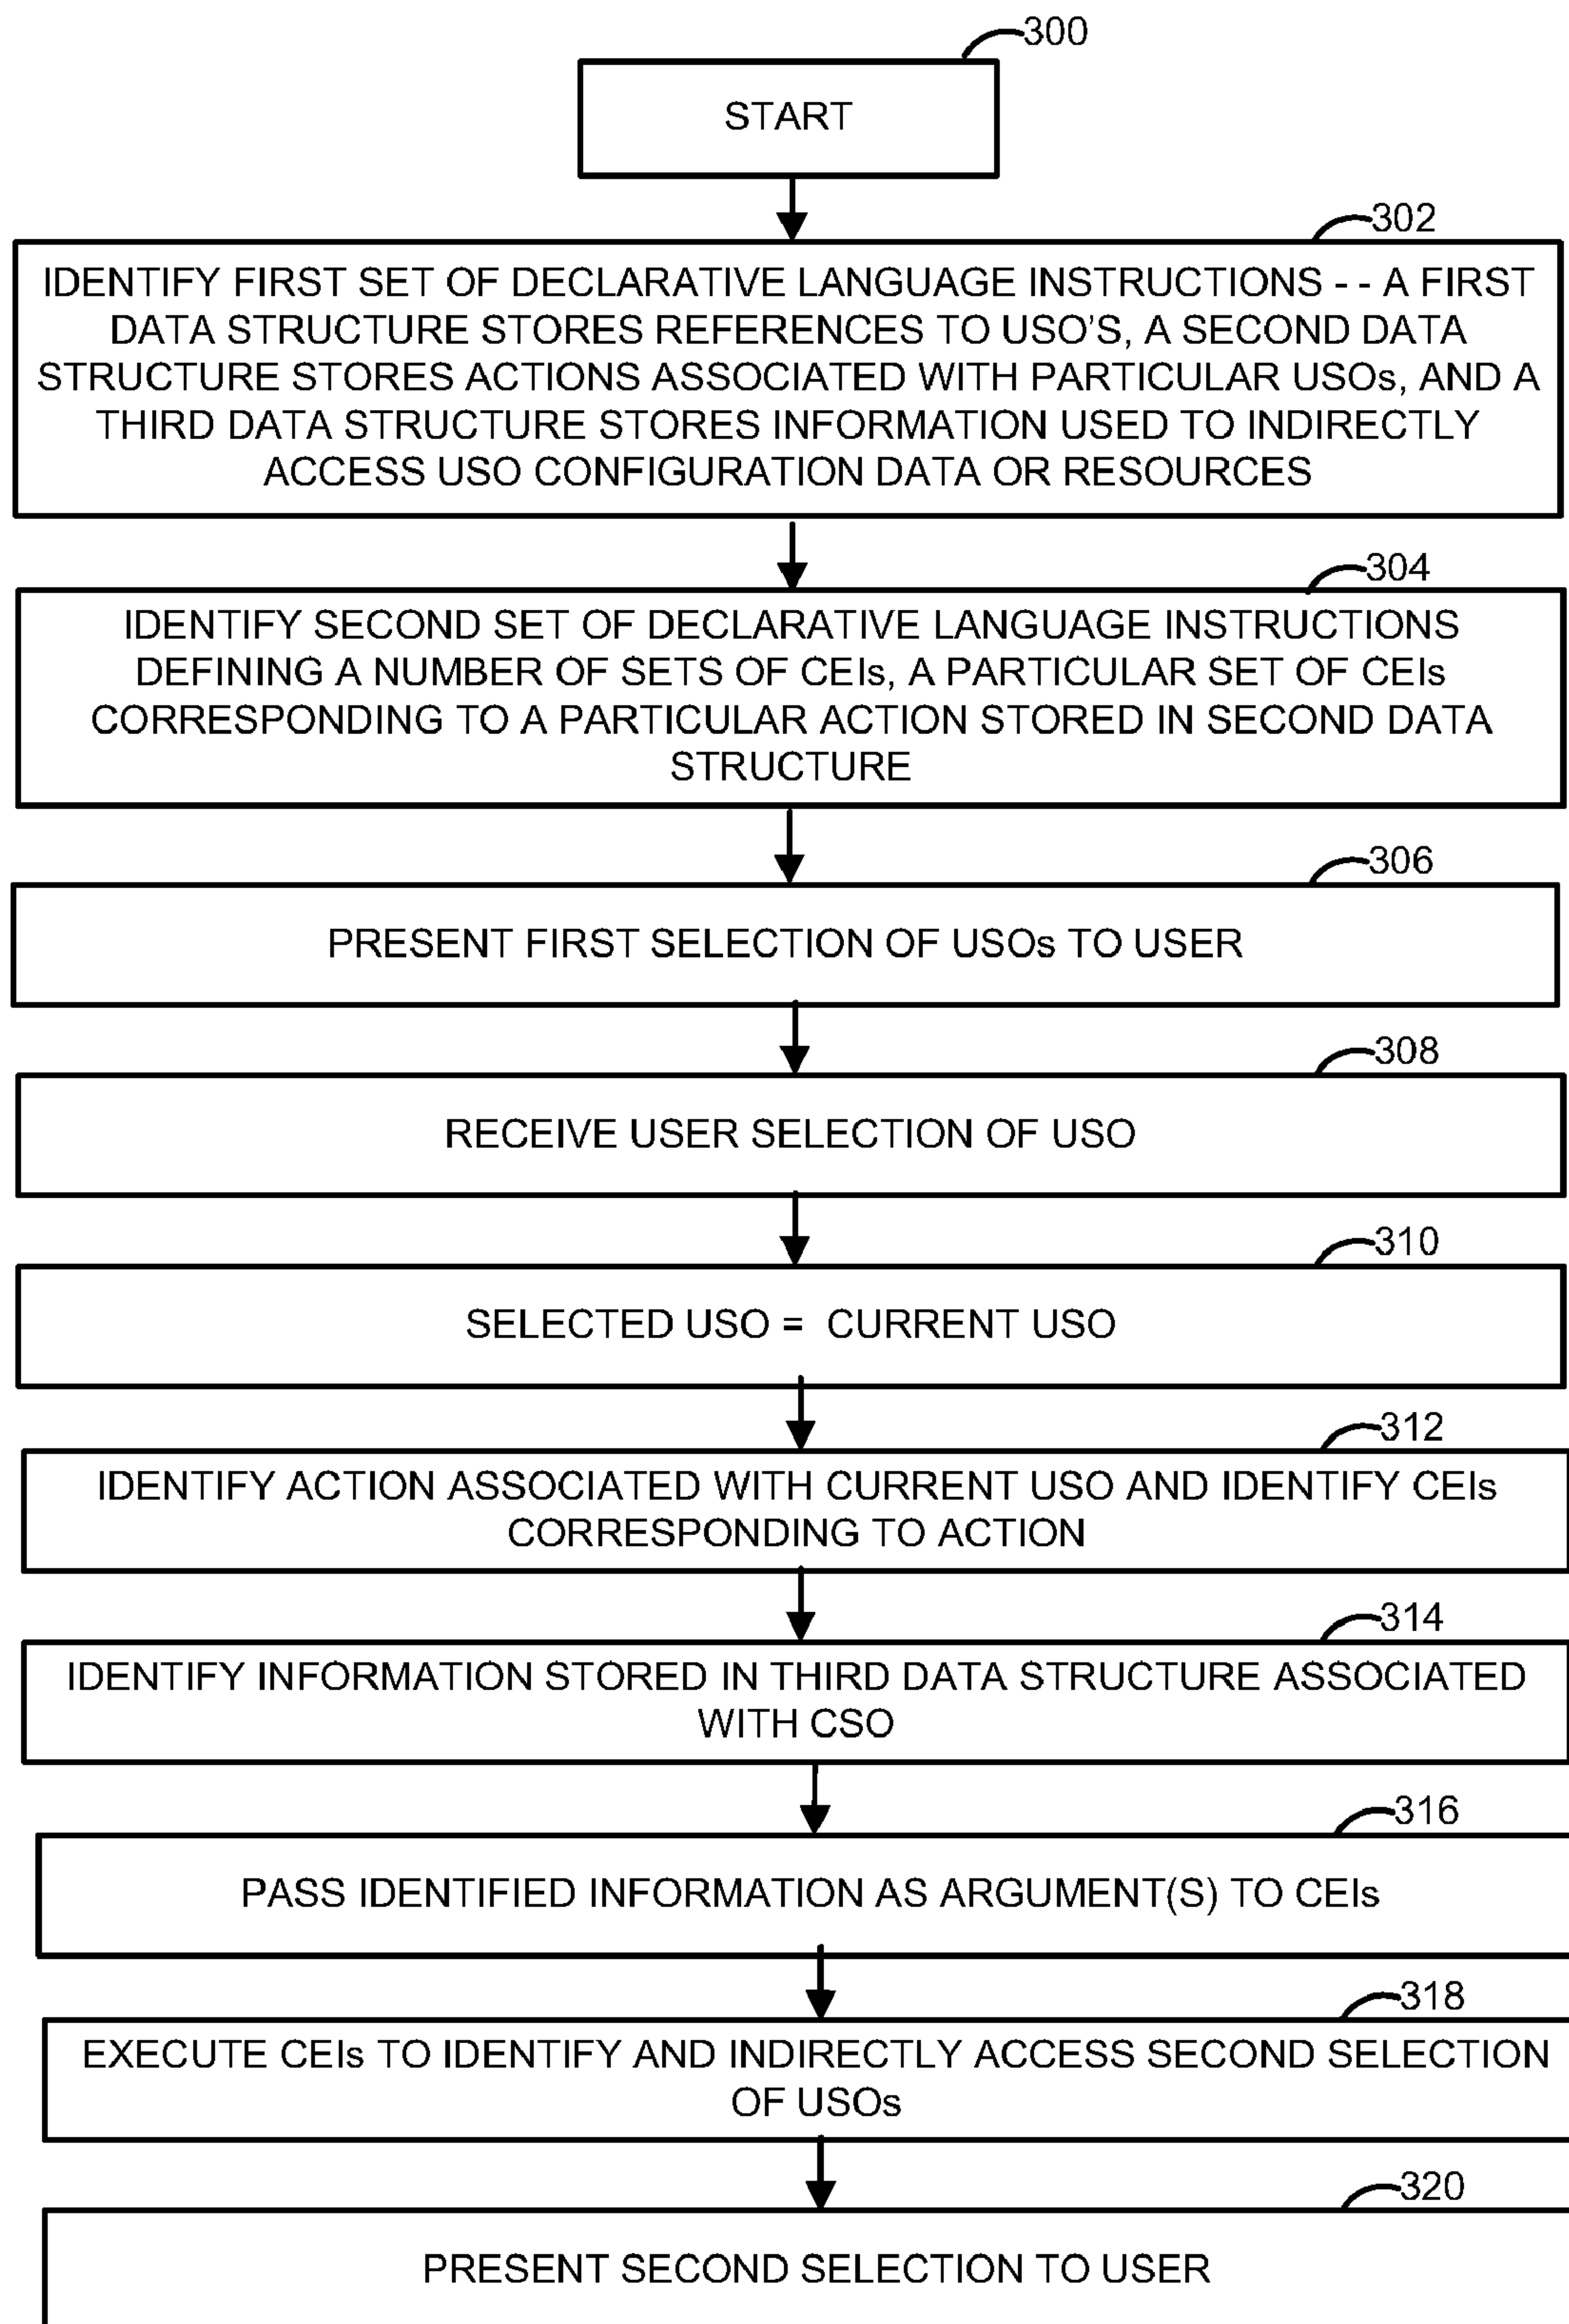 300
START
302
IDENTIFY FIRST SET OF DECLARATIVE LANGUAGE INSTRUCTIONS - - A FIRST
DATA STRUCTURE STORES REFERENCES TO USO'S, A SECOND DATA
STRUCTURE STORES ACTIONS ASSOCIATED WITH PARTICULAR USOs, AND A
THIRD DATA STRUCTURE STORES INFORMATION USED TO INDIRECTLY
ACCESS USO CONFIGURATION DATA OR RESOURCES
304
IDENTIFY SECOND SET OF DECLARATIVE LANGUAGE INSTRUCTIONS
DEFINING A NUMBER OF SETS OF CEIs, A PARTICULAR SET OF CEIs
CORRESPONDING TO A PARTICULAR ACTION STORED IN SECOND DATA
STRUCTURE
306
PRESENT FIRST SELECTION OF USOs TO USER
308
RECEIVE USER SELECTION OF USO
310
SELECTED USO = CURRENT USO
312
IDENTIFY ACTION ASSOCIATED WITH CURRENT USO AND IDENTIFY CEIs
CORRESPONDING TO ACTION
314
IDENTIFY INFORMATION STORED IN THIRD DATA STRUCTURE ASSOCIATED
WITH CSO
316
PASS IDENTIFIED INFORMATION AS ARGUMENT(S) TO CEIs
318
EXECUTE CEIs TO IDENTIFY AND INDIRECTLY ACCESS SECOND SELECTION
OF USOs
320
PRESENT SECOND SELECTION TO USER